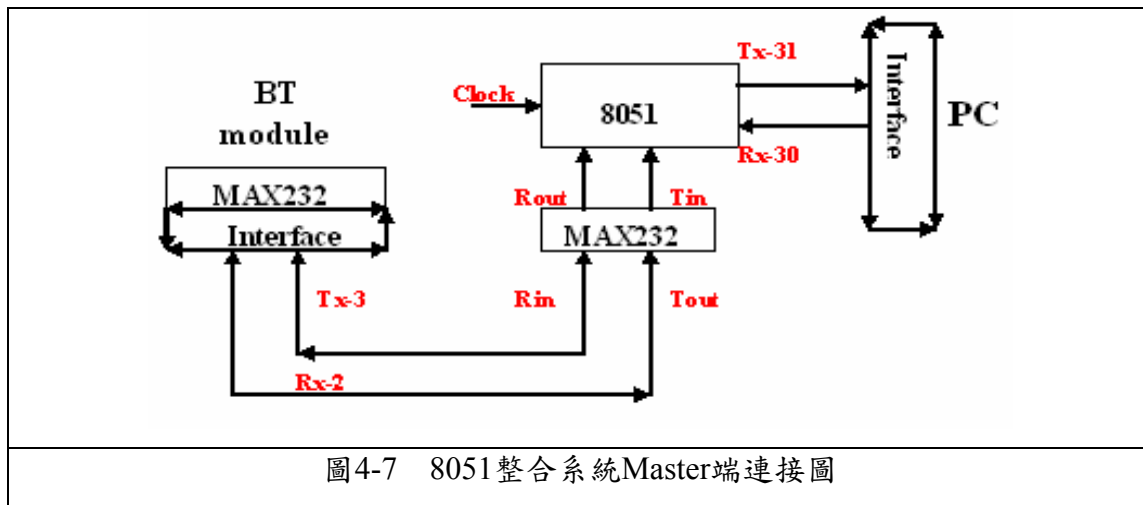 BT
module
MAX232
Interface
Tx-3
Rx-2
Clock
8051
Tx-31
Rx-30
Interface
PC
Rout
Tin
MAX232
Rin
Tout
圖4-7 8051整合系統Master端連接圖